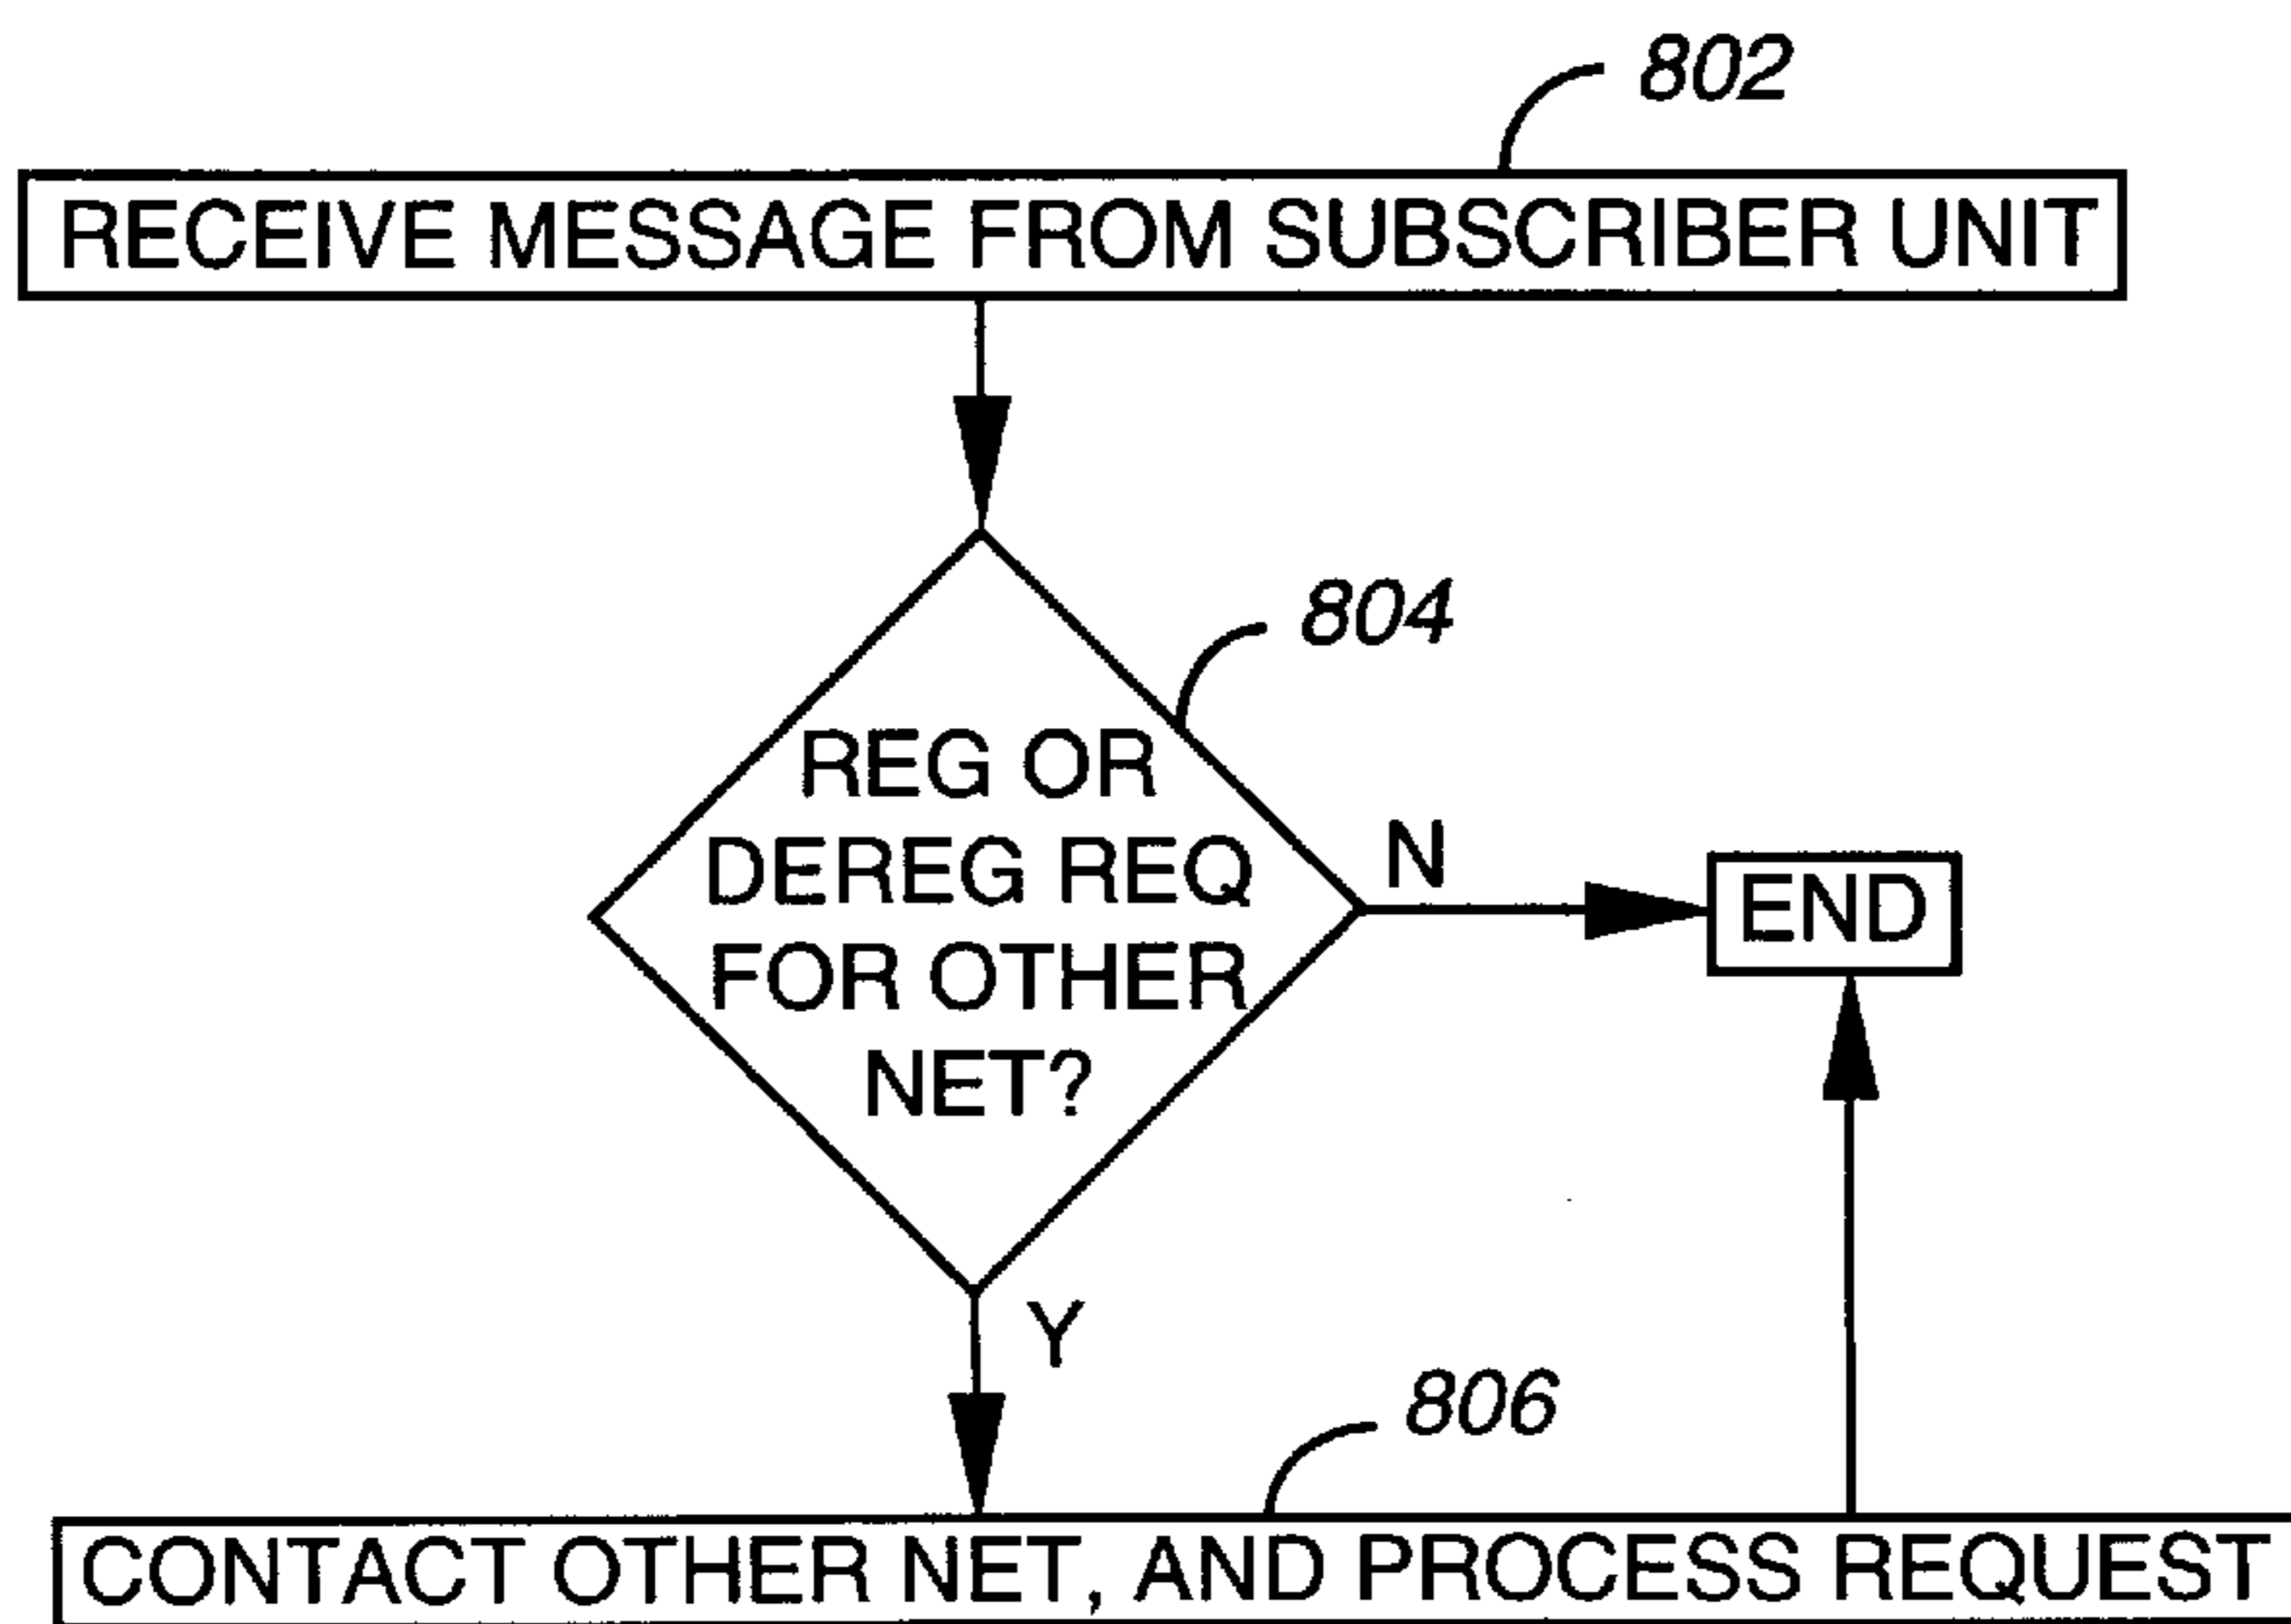 802
RECEIVE MESSAGE FROM SUBSCRIBER UNIT
804
REG OR
DEREG REQ
FOR OTHER
NET?
N
END
Y
806
CONTACT OTHER NET, AND PROCESS REQUEST